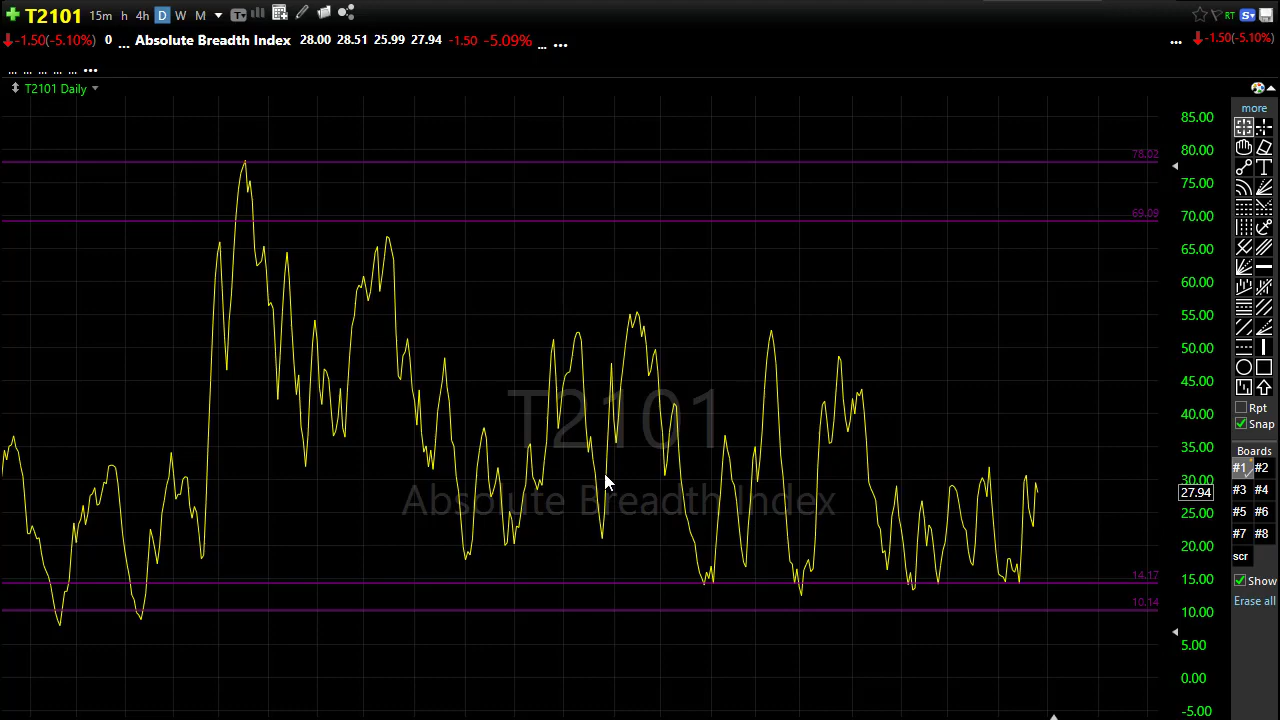 T2101 15m h 4h D W M T
RT S
-1.50(-5.10%) 0 ... Absolute Breadth Index 28.00 28.51 25.99 27.94 -1.50 -5.09% ... •••
••• -1.50(-5.10%)
... ... ... ... ... •••
T2101 Daily
more
85.00
80.00
78.02
75.00
70.00
69.09
65.00
60.00
55.00
50.00
45.00
40.00
35.00
30.00
27.94
25.00
20.00
15.00
14.17
10.00
10.14
5.00
0.00
-5.00
T2101
Absolute Breadth Index
Rpt
Snap
Boards
#1 #2
#3 #4
#5 #6
#7 #8
scr
Show
Erase all